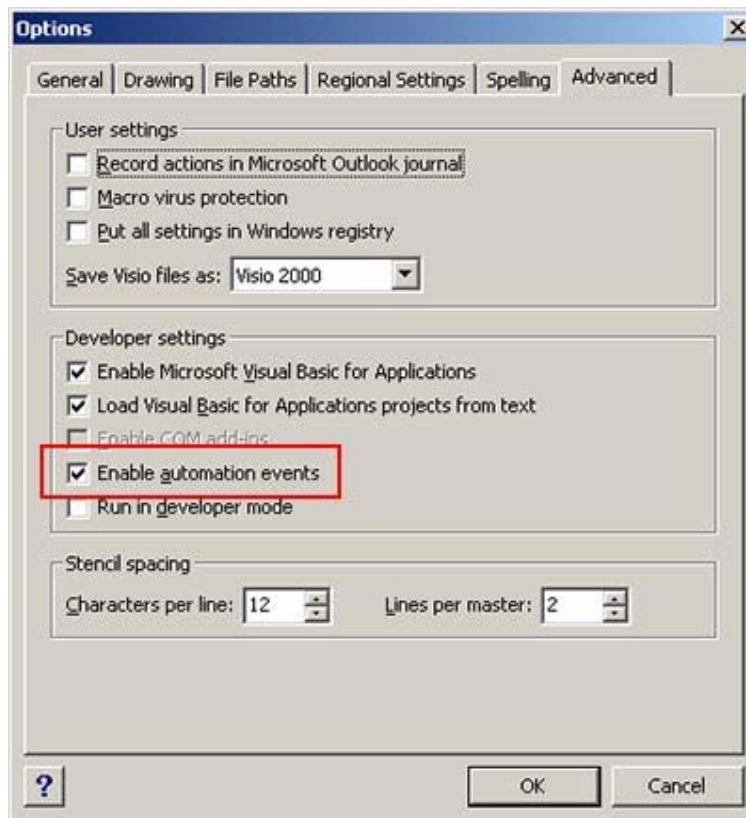 Options
General Drawing File Paths Regional Settings Spelling Advanced
User settings
Record actions in Microsoft Outlook journal
Macro virus protection
Put all settings in Windows registry
Save Visio files as: Visio 2000
Developer settings
Enable Microsoft Visual Basic for Applications
Load Visual Basic for Applications projects from text
Enable COM add-ins
Enable automation events
Run in developer mode
Stencil spacing
Characters per line: 12 Lines per master: 2
? OK Cancel